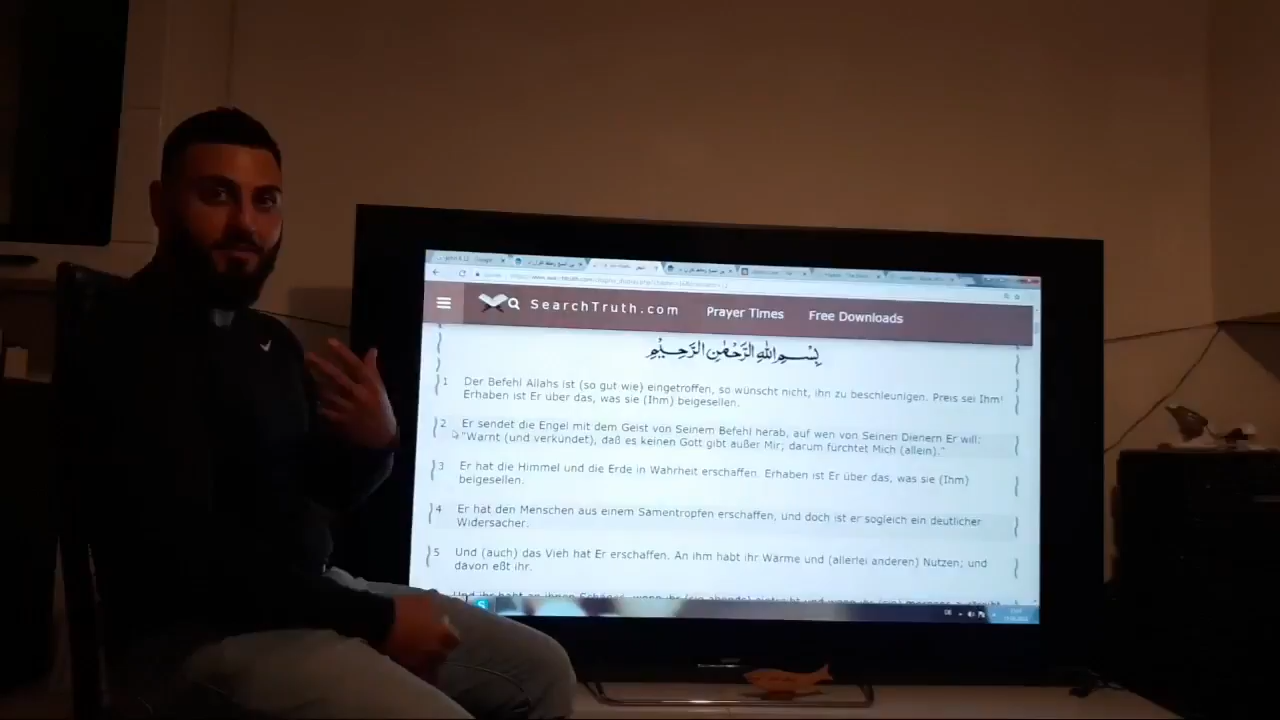 SearchTruth.com Prayer Times Free Downloads
بِسْمِ اللهِ الرَّحْمٰنِ الرَّحِيْمِ
1 Der Befehl Allahs ist (so gut wie) eingetroffen, so wünscht nicht, ihn zu beschleunigen. Preis sei Ihm!
Erhaben ist Er über das, was sie (Ihm) beigesellen.
2 Er sendet die Engel mit dem Geist von Seinem Befehl herab, auf wen von Seinen Dienern Er will:
"Warnt (und verkündet), daß es keinen Gott gibt außer Mir; darum fürchtet Mich (allein)."
3 Er hat die Himmel und die Erde in Wahrheit erschaffen. Erhaben ist Er über das, was sie (Ihm)
beigesellen.
4 Er hat den Menschen aus einem Samentropfen erschaffen, und doch ist er sogleich ein deutlicher
Widersacher.
5 Und (auch) das Vieh hat Er erschaffen. An ihm habt ihr Wärme und (allerlei anderen) Nutzen; und
davon eßt ihr.